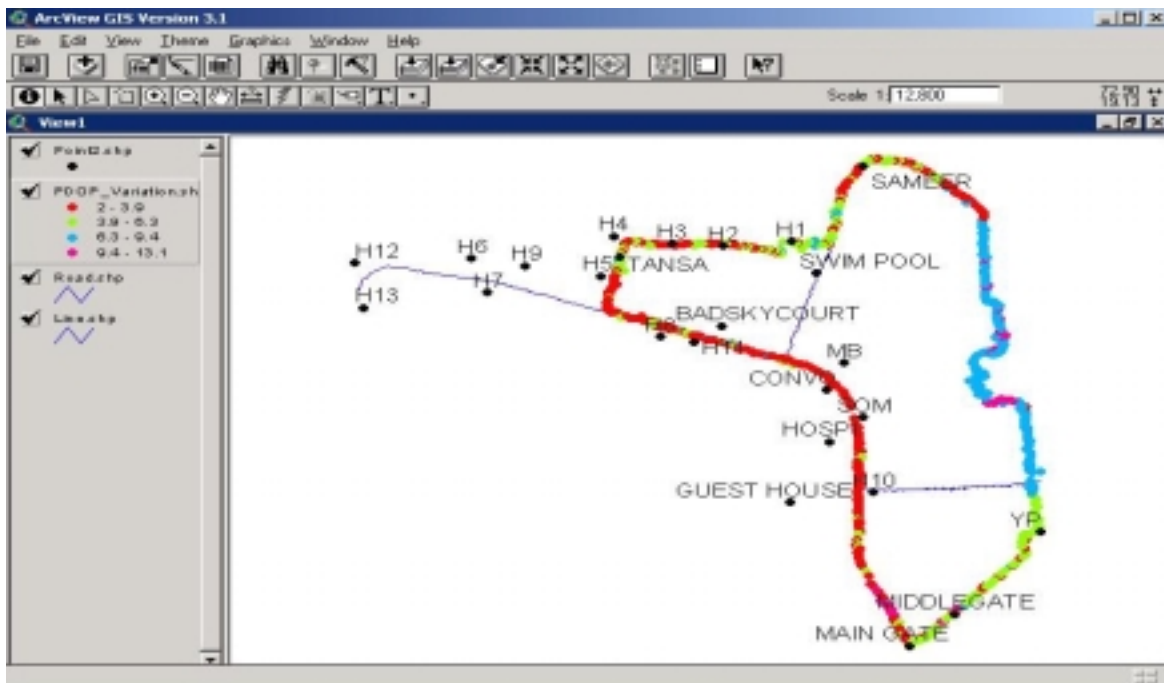 ArcView GIS Version 3.1
File Edit View Theme Graphics Window Help
Scale 1: 12,800
View1
Point2.shp
PDOP_Variation.sh
2 - 3.9
3.9 - 6.3
6.3 - 9.4
9.4 - 13.1
Road.shp
Line.shp
SAMEER
H4
H3
H2
H1
H12
H6
H9
H5
TANSA
SWIM POOL
H7
H13
BADSKYCOURT
H14
MB
CONVO
SOM
HOSP
H10
GUEST HOUSE
YP
MIDDLEGATE
MAIN GATE